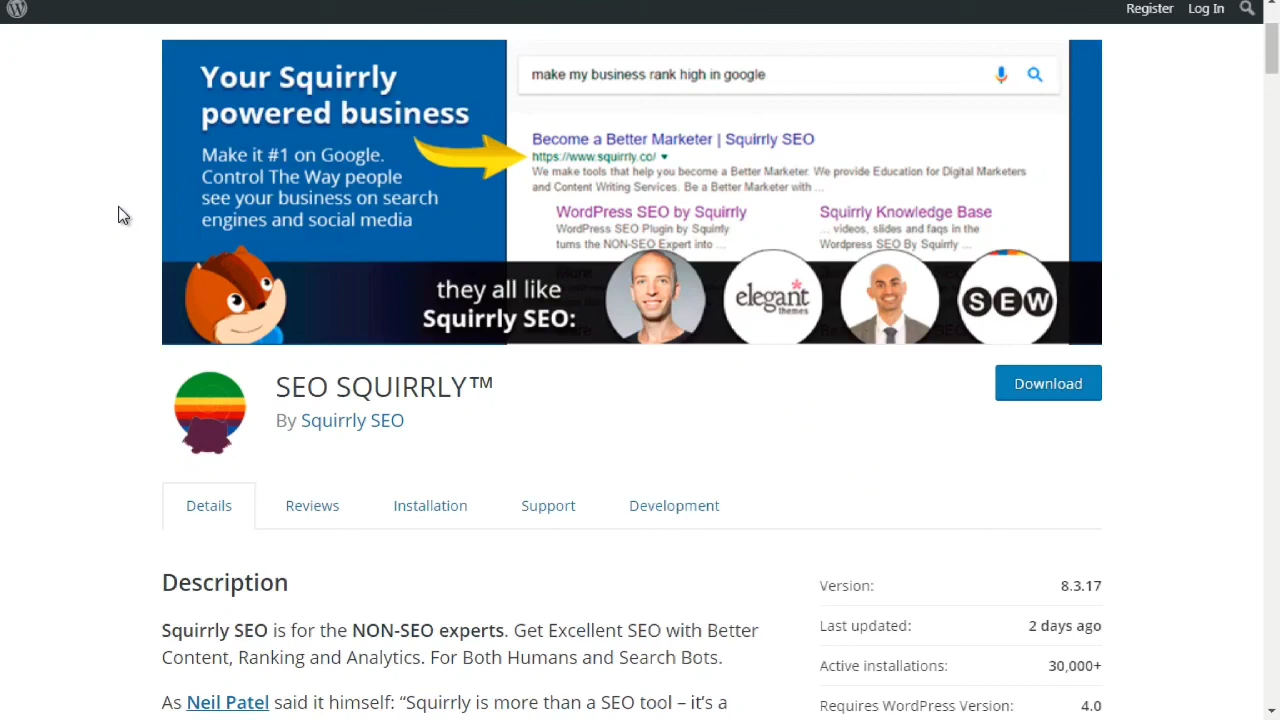 Register Log In
Your Squirrly
powered business
Make it #1 on Google.
Control The Way people
see your business on search
engines and social media
make my business rank high in google
Become a Better Marketer | Squirrly SEO
https://www.squirrly.co/
We make tools that help you become a Better Marketer. We provide Education for Digital Marketers
and Content Writing Services. Be a Better Marketer with ...
WordPress SEO by Squirrly
WordPress SEO Plugin by Squirrly
turns the NON-SEO Expert into ...
Squirrly Knowledge Base
... videos, slides and faqs in the
Wordpress SEO By Squirrly ...
they all like
Squirrly SEO:
elegant
themes
SEW
SEO SQUIRRLY™
By Squirrly SEO
Download
Details Reviews Installation Support Development
Description
Squirrly SEO is for the NON-SEO experts. Get Excellent SEO with Better
Content, Ranking and Analytics. For Both Humans and Search Bots.
As Neil Patel said it himself: “Squirrly is more than a SEO tool – it’s a
Version: 8.3.17
Last updated: 2 days ago
Active installations: 30,000+
Requires WordPress Version: 4.0